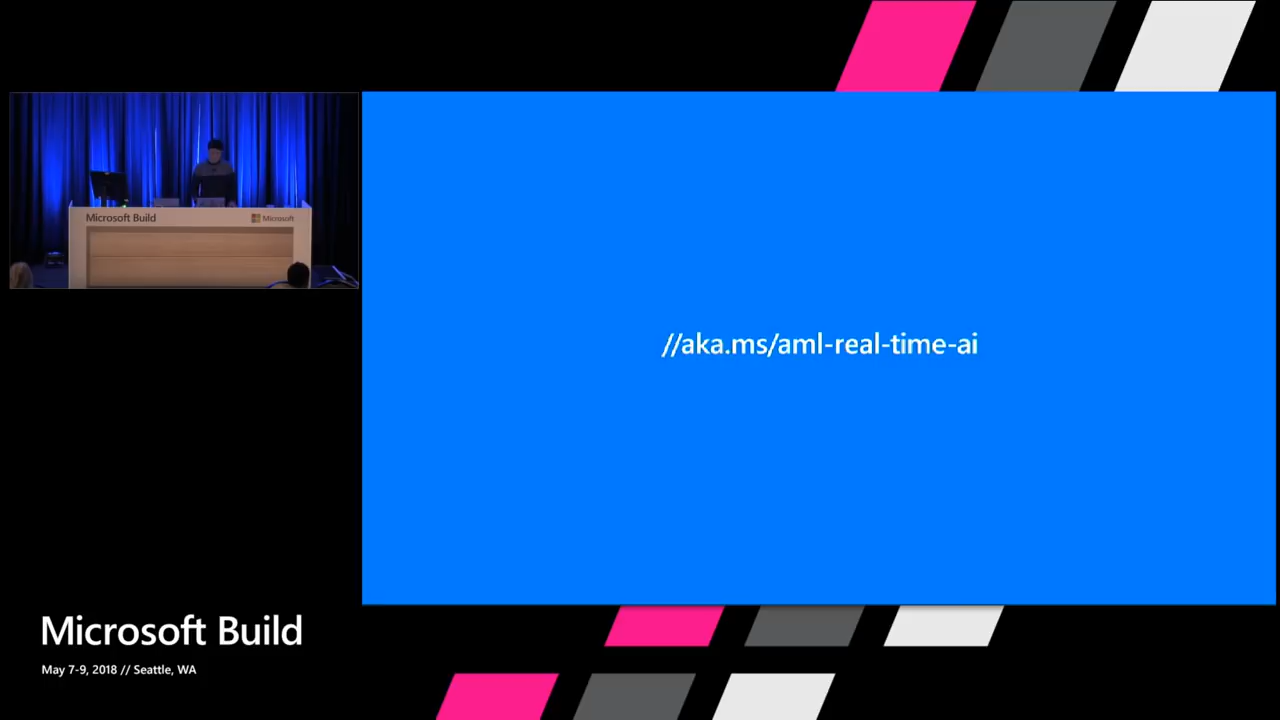 Microsoft Build
Microsoft
//aka.ms/aml-real-time-ai
Microsoft Build
May 7-9, 2018 // Seattle, WA